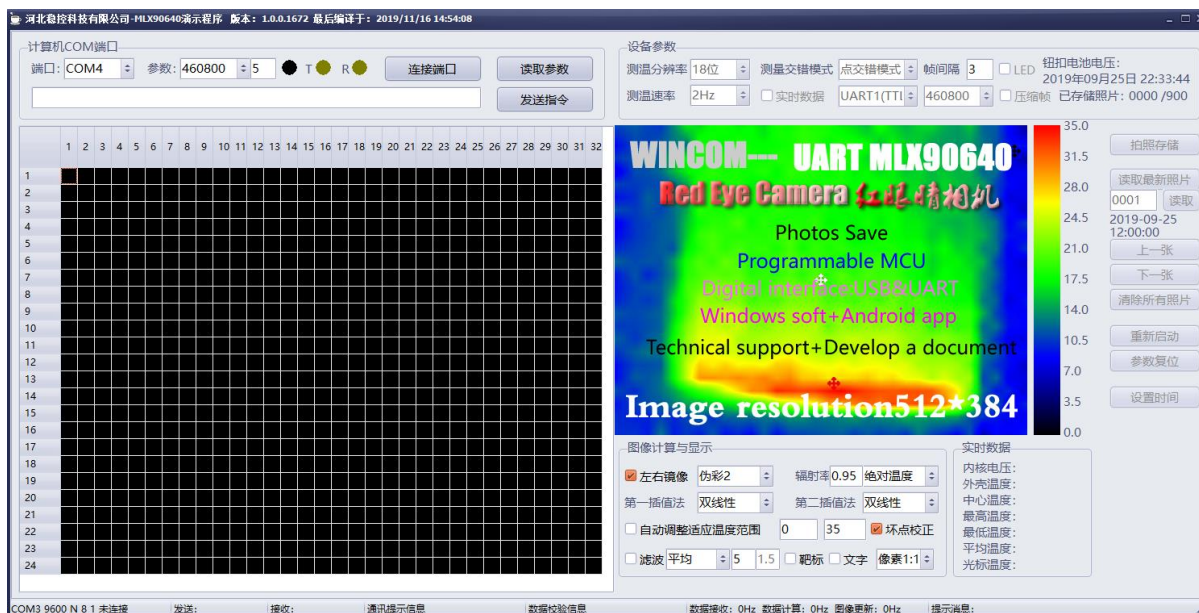 河北稳控科技有限公司-MLX90640演示程序 版本: 1.0.0.1672 最后编译于: 2019/11/16 14:54:08
计算机COM端口
端口: COM4 参数: 460800 5 T R 连接端口 读取参数
发送指令
设备参数
测温分辨率 18位 测量交错模式 点交错模式 帧间隔 3 LED
测温速率 2Hz 实时数据 UART1(TTL 460800 压缩帧
钮扣电池电压:
2019年09月25日 22:33:44
已存储照片: 0000 /900
1 2 3 4 5 6 7 8 9 10 11 12 13 14 15 16 17 18 19 20 21 22 23 24 25 26 27 28 29 30 31 32
1
2
3
4
5
6
7
8
9
10
11
12
13
14
15
16
17
18
19
20
21
22
23
24
WINCOM--- UART MLX90640
Red Eye Camera 红眼睛相机
Photos Save
Programmable MCU
Digital interface:USB&UART
Windows soft+Android app
Technical support+Develop a document
Image resolution512*384
35.0
31.5
28.0
24.5
21.0
17.5
14.0
10.5
7.0
3.5
0.0
拍照存储
读取最新照片
0001 读取
2019-09-25
12:00:00
上一张
下一张
清除所有照片
重新启动
参数复位
设置时间
图像计算与显示
左右镜像 伪彩2 辐射率 0.95 绝对温度
第一插值法 双线性 第二插值法 双线性
自动调整适应温度范围 0 35 坏点校正
滤波 平均 5 1.5 靶标 文字 像素1:1
实时数据
内核电压:
外壳温度:
中心温度:
最高温度:
最低温度:
平均温度:
光标温度:
COM3 9600 N 8 1 未连接 发送: 接收: 通讯提示信息 数据校验信息 数据接收: 0Hz 数据计算: 0Hz 图像更新: 0Hz 提示消息: